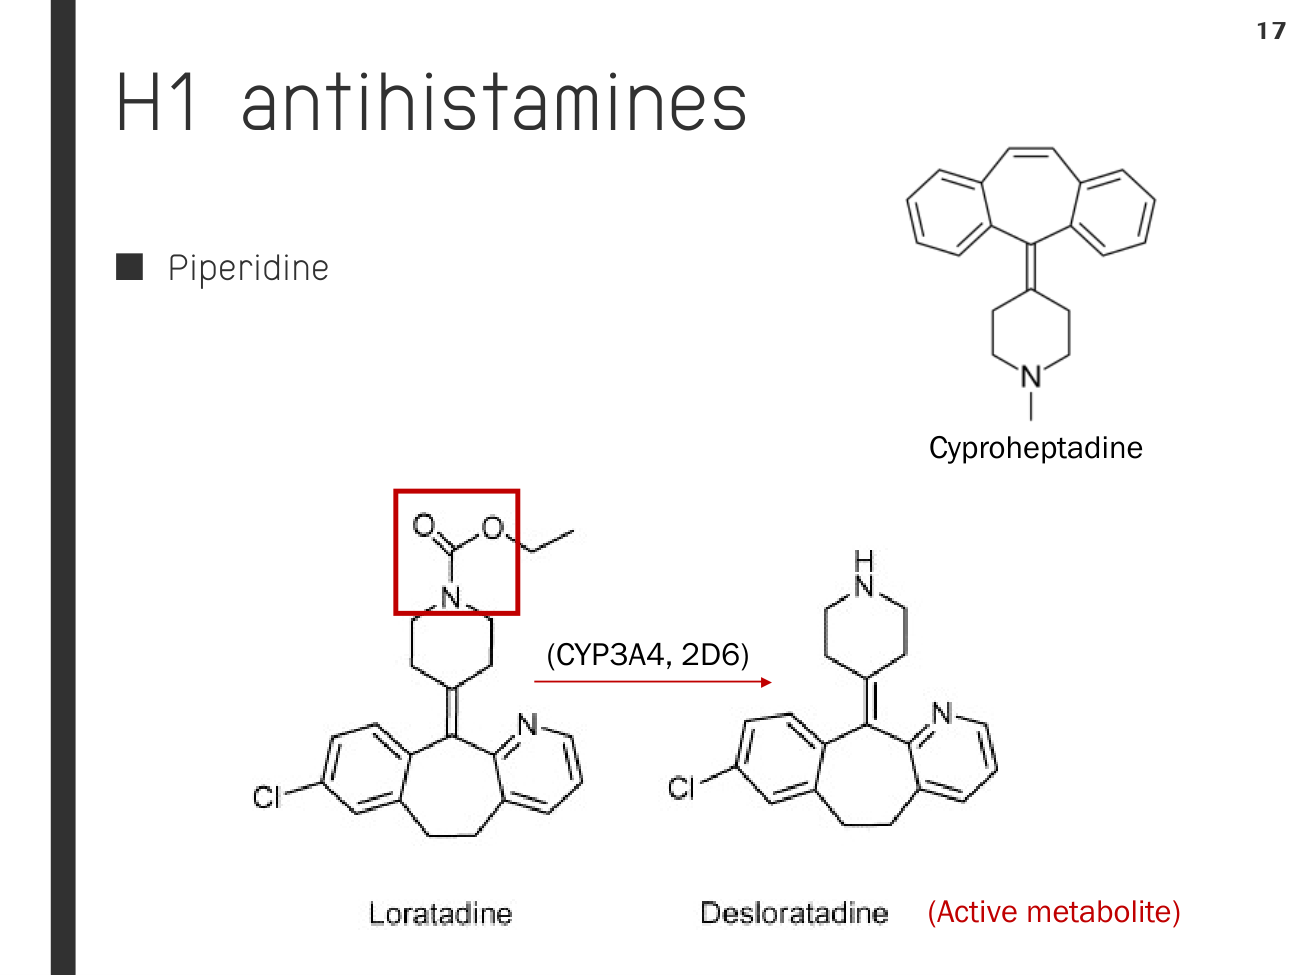 17
H1 antihistamines
■ Piperidine
N
Cyproheptadine
O
O
N
H
N
(CYP3A4, 2D6)
N
N
Cl
Cl
Loratadine
Desloratadine
(Active metabolite)